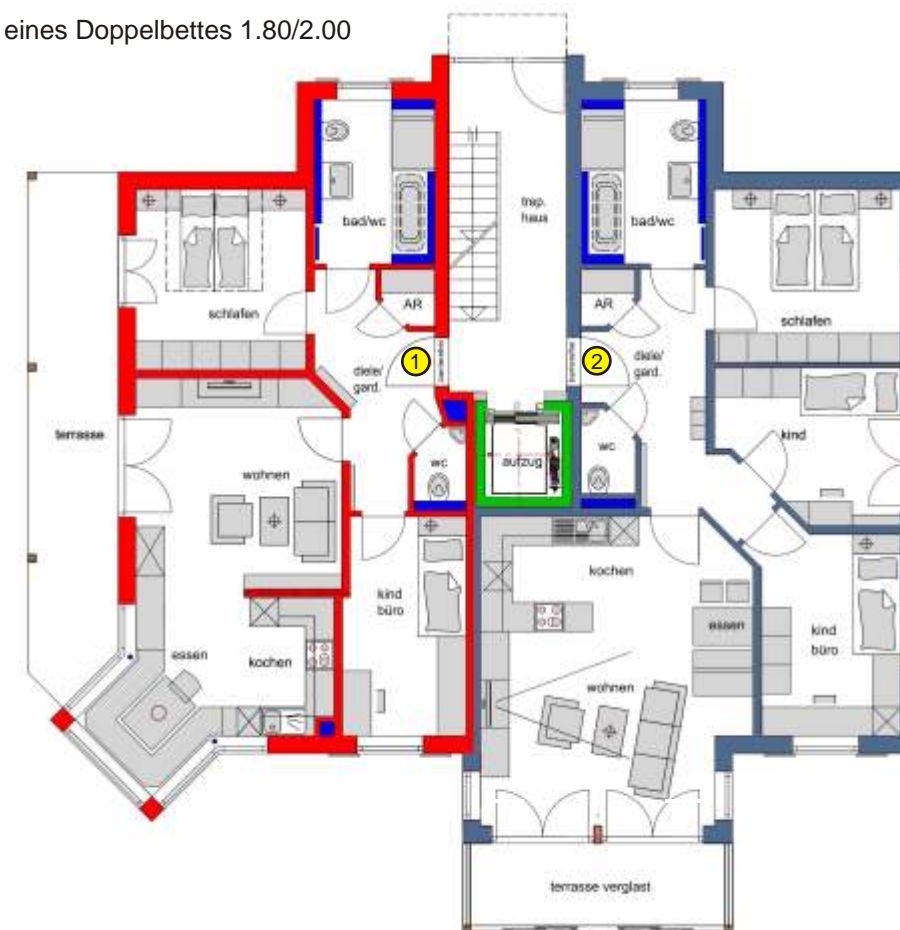 eines Doppelbettes 1.80/2.00
bad/wc
trep.
haus
bad/wc
AR
AR
schlafen
schlafen
1
2
diele/
gard.
diele/
gard.
terrasse
kind
wc
aufzug
wc
wohnen
kochen
kind
büro
essen
kind
büro
essen
kochen
wohnen
terrasse verglast